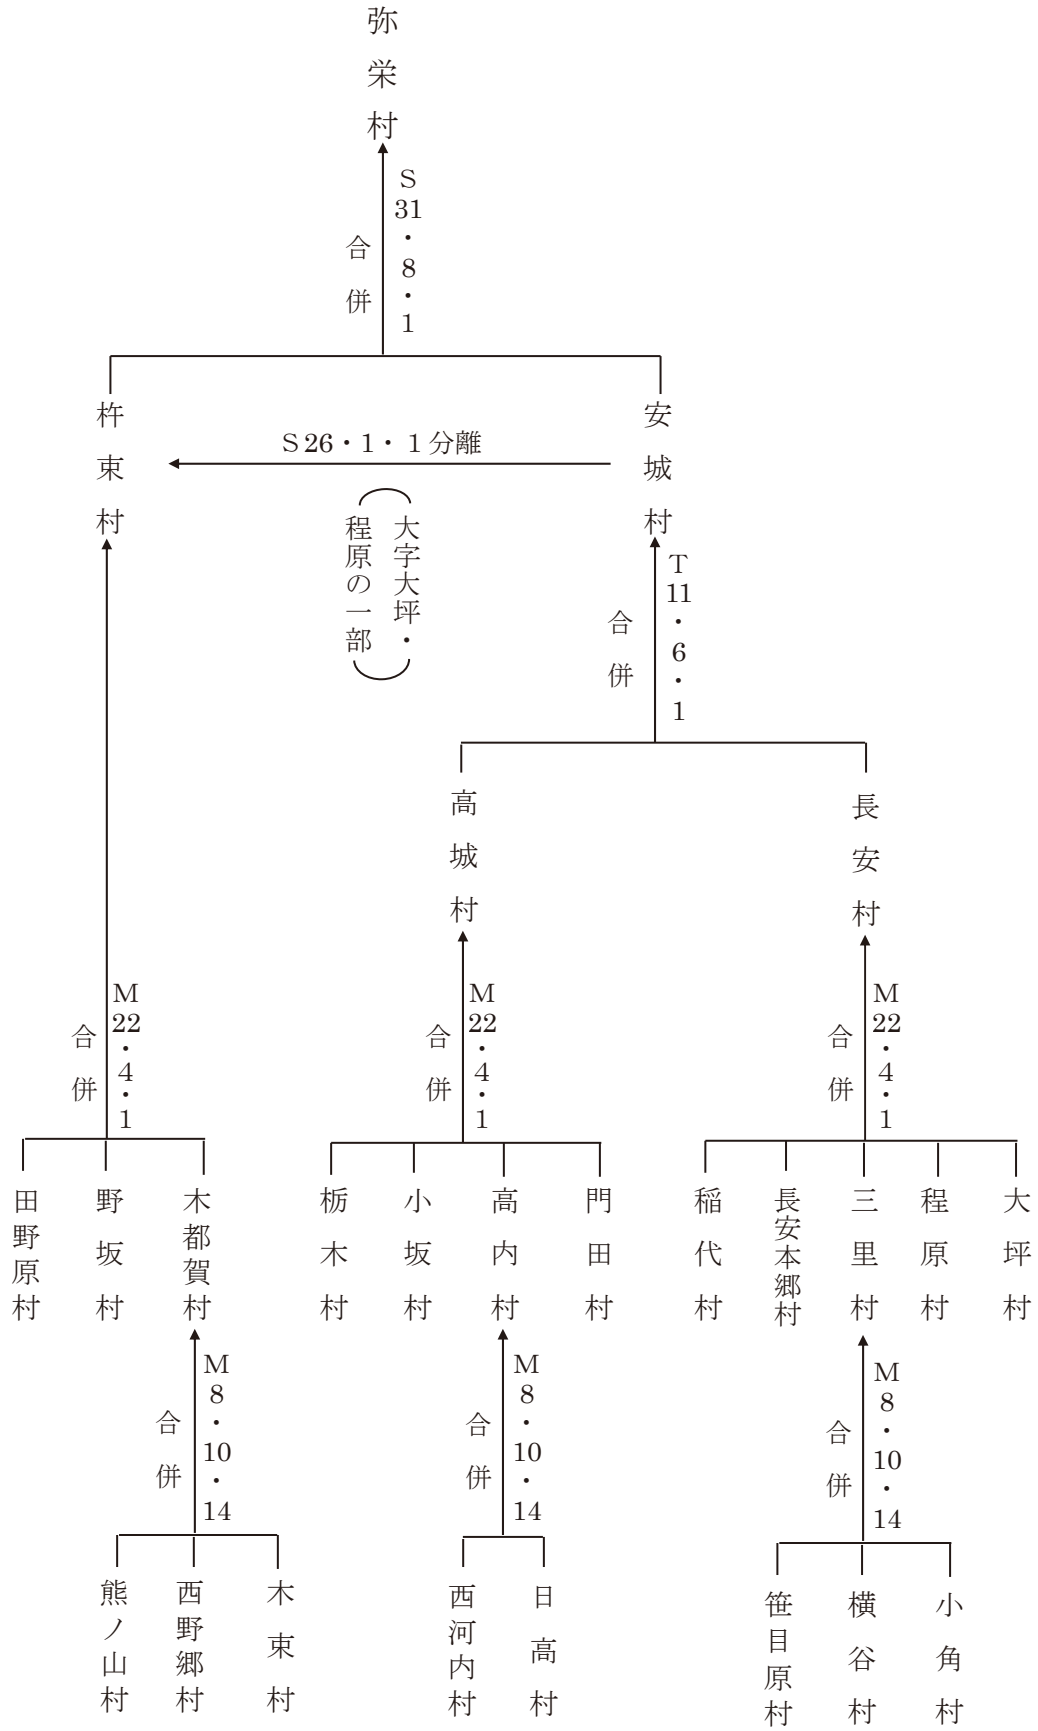 弥栄村
S31・8・1
合併
杵束村
安城村
S26・1・1分離
大字大坪・
程原の一部
T11・6・1
合併
高城村
長安村
M22・4・1
合併
M22・4・1
合併
M22・4・1
合併
田野原村
野坂村
木都賀村
栃木村
小坂村
高内村
門田村
稲代村
長安本郷村
三里村
程原村
大坪村
M8・10・14
合併
M8・10・14
合併
M8・10・14
合併
熊ノ山村
西野郷村
木束村
西河内村
日高村
笹目原村
横谷村
小角村